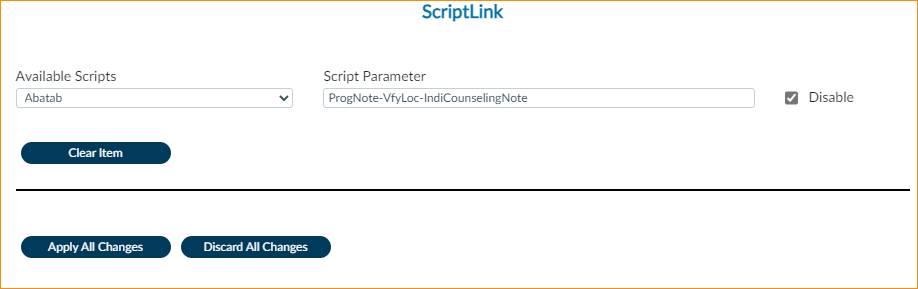 ScriptLink
Available Scripts
Script Parameter
Abatab
ProgNote-VfyLoc-IndiCounselingNote
Disable
Clear Item
Apply All Changes
Discard All Changes